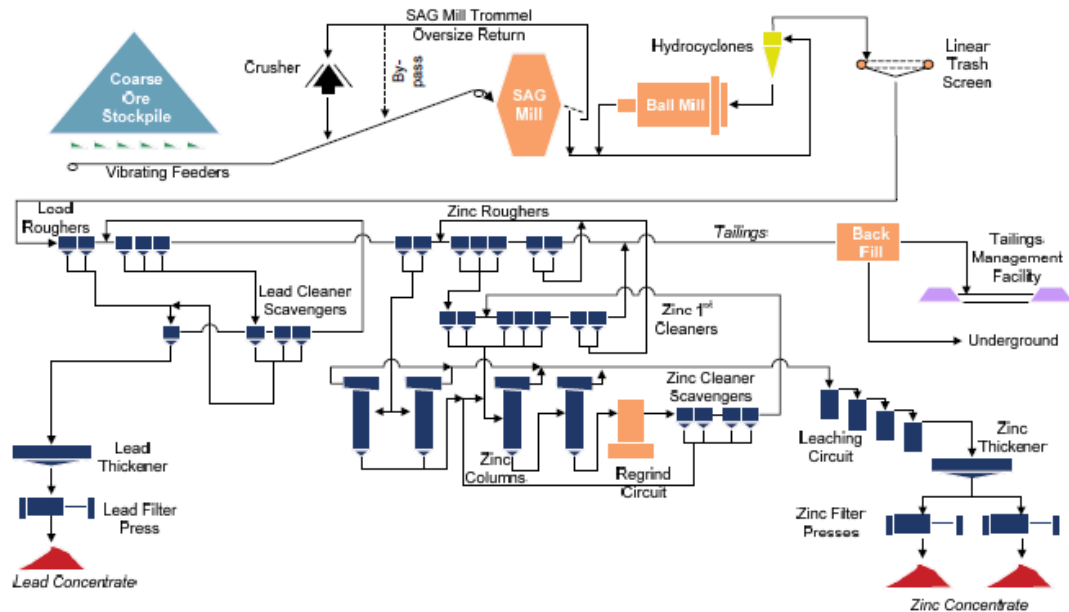 SAG Mill Trommel
Oversize Return
Hydrocyclones
Linear
Trash
Screen
Crusher
By-
pass
Coarse
Ore
Stockpile
SAG
Mill
Ball Mill
Vibrating Feeders
Lead
Roughers
Zinc Roughers
Tailings
Back
Fill
Tailings
Management
Facility
Lead Cleaner
Scavengers
Zinc 1st
Cleaners
Underground
Zinc Cleaner
Scavengers
Zinc
Columns
Regrind
Circuit
Leaching
Circuit
Zinc
Thickener
Lead
Thickener
Lead Filter
Press
Zinc Filter
Presses
Lead Concentrate
Zinc Concentrate